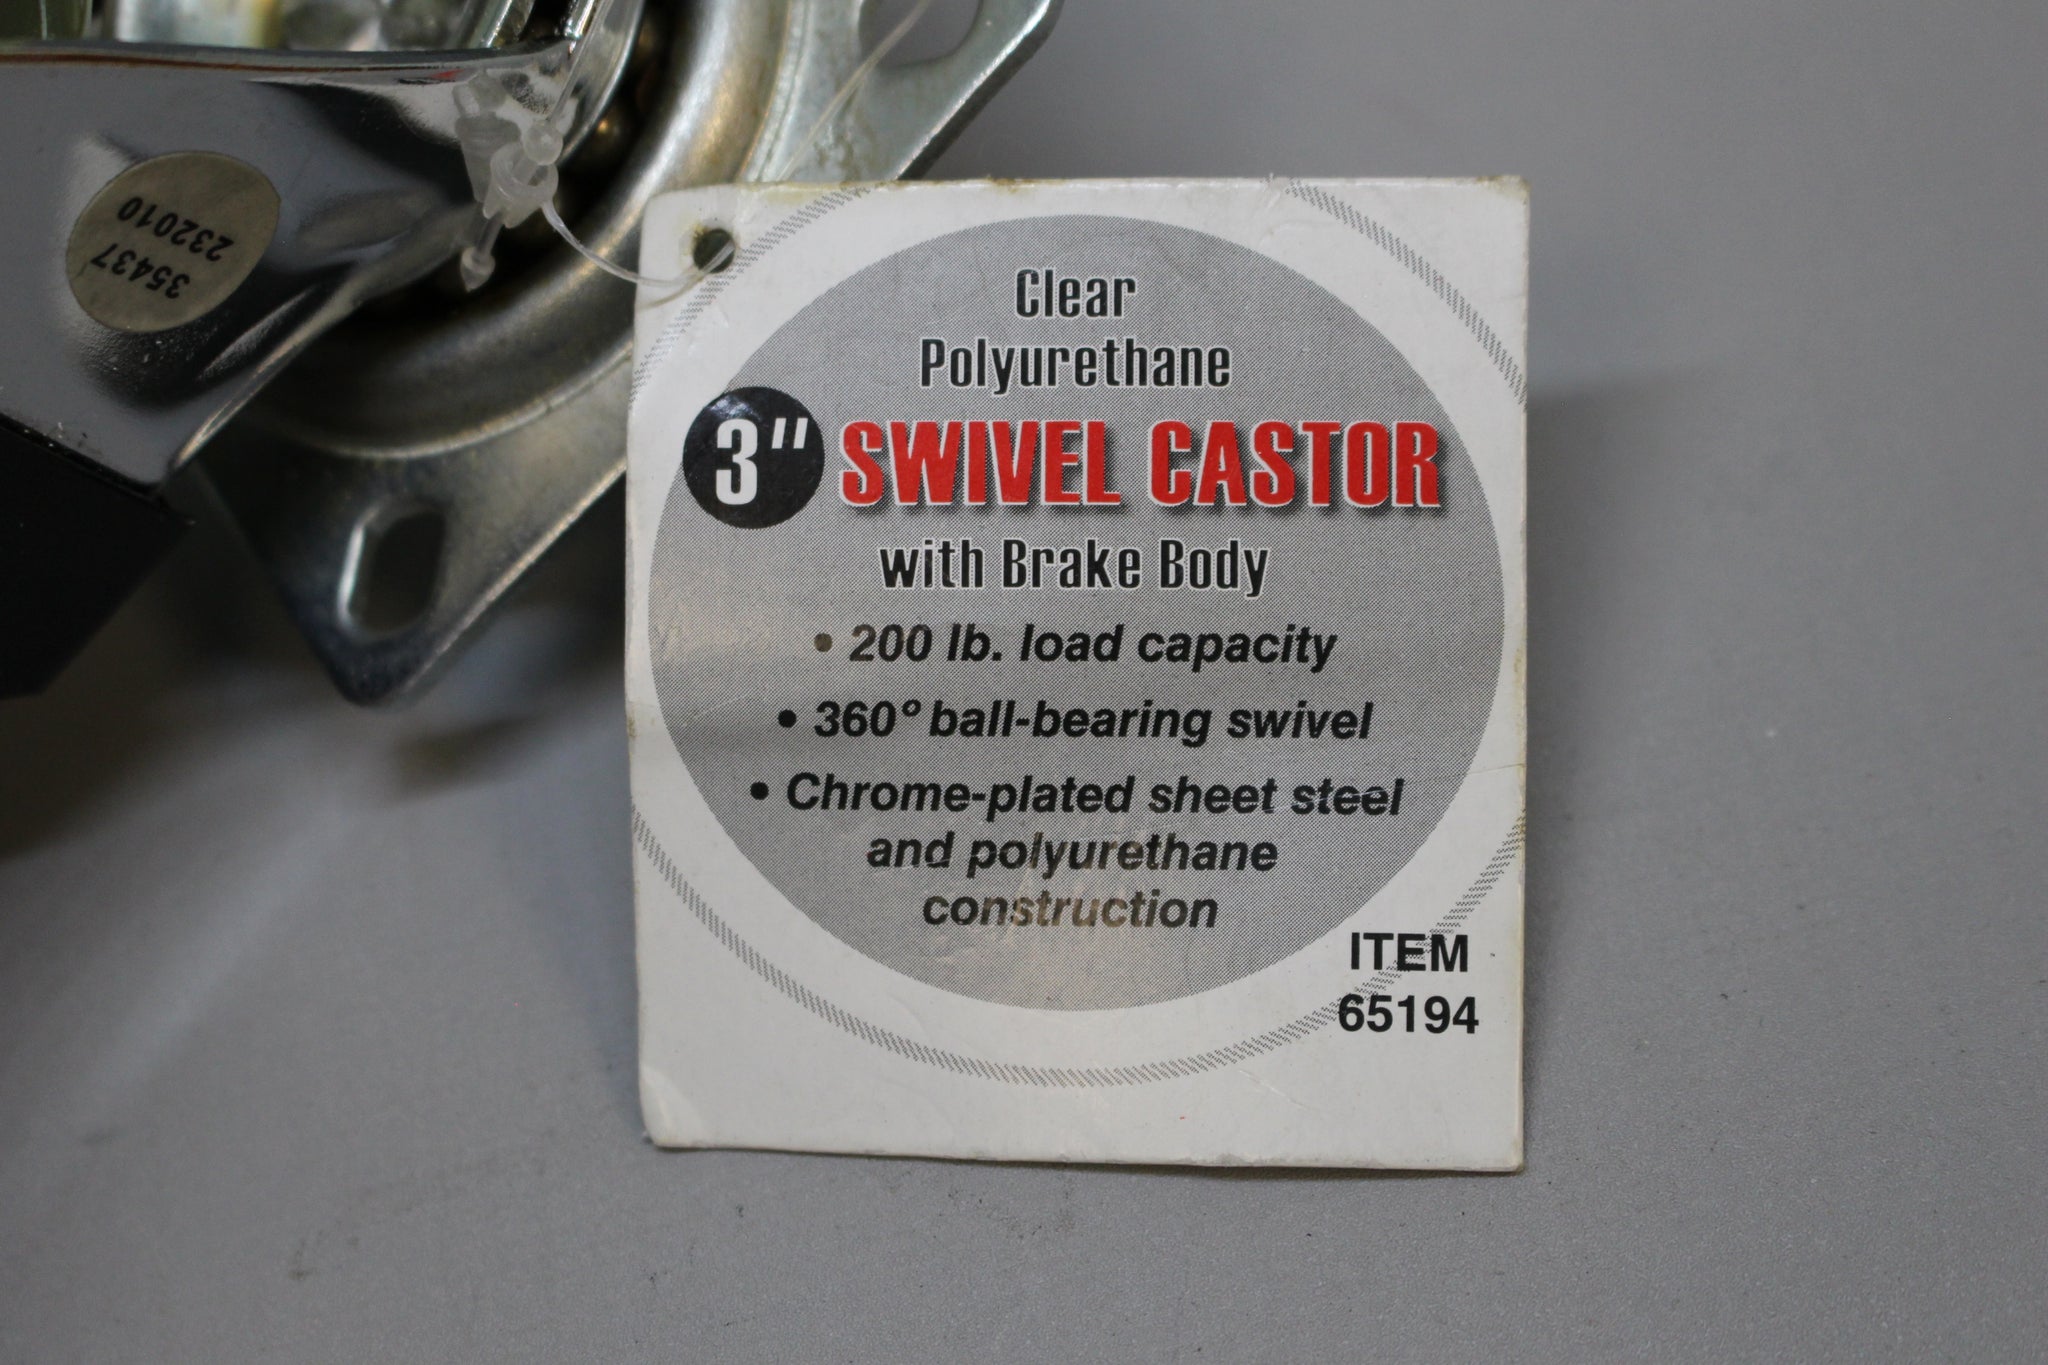 35437
232010
Clear
Polyurethane
3" SWIVEL CASTOR
with Brake Body
• 200 lb. load capacity
• 360° ball-bearing swivel
• Chrome-plated sheet steel
and polyurethane
construction
ITEM
65194